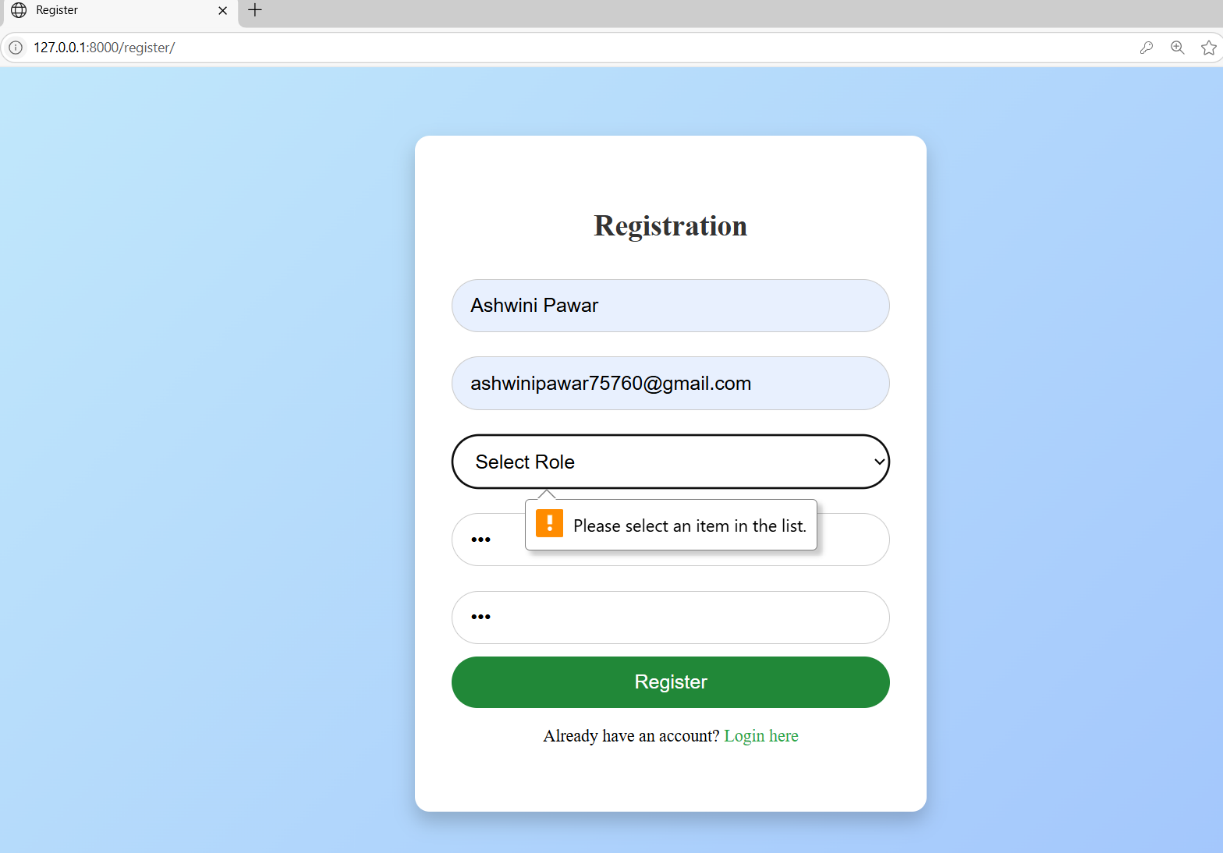 Register
127.0.0.1:8000/register/
Registration
Ashwini Pawar
ashwinipawar75760@gmail.com
Select Role
! Please select an item in the list.
•••
•••
Register
Already have an account? Login here